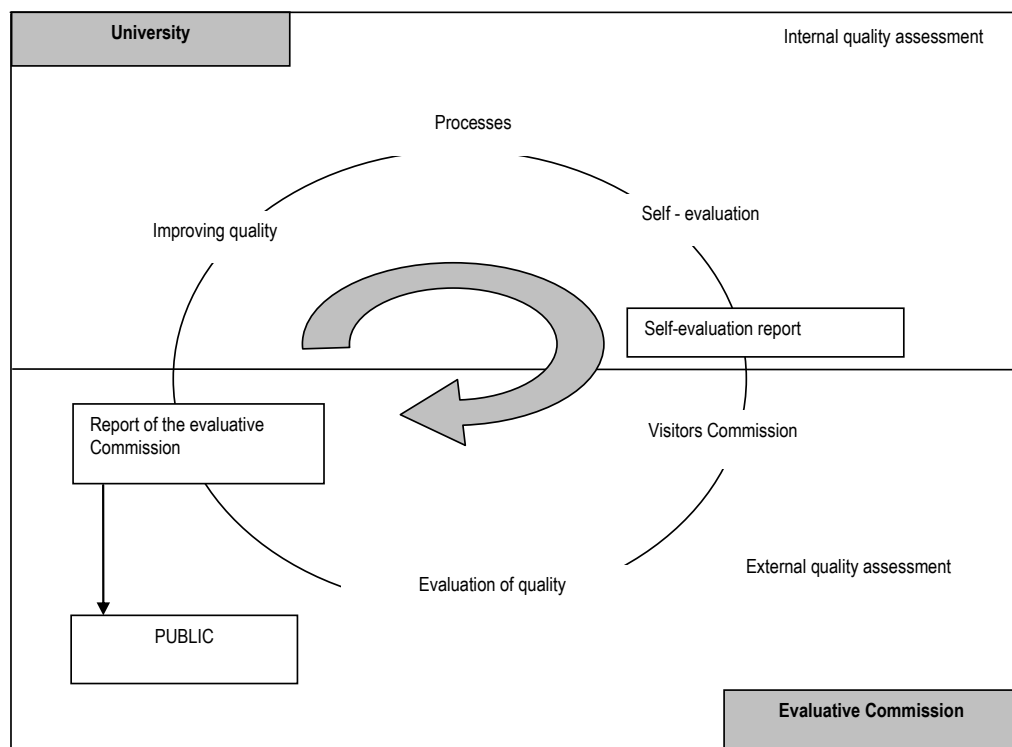 University
Internal quality assessment
Processes
Self - evaluation
Improving quality
Self-evaluation report
Report of the evaluative
Commission
Visitors Commission
External quality assessment
Evaluation of quality
PUBLIC
Evaluative Commission